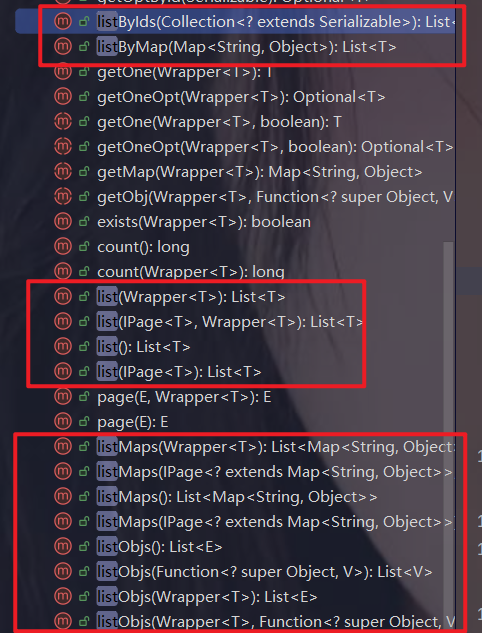 getOptById(Serializable): Optional<T>
listByIds(Collection<? extends Serializable>): List<
listByMap(Map<String, Object>): List<T>
getOne(Wrapper<T>): T
getOneOpt(Wrapper<T>): Optional<T>
getOne(Wrapper<T>, boolean): T
getOneOpt(Wrapper<T>, boolean): Optional<T>
getMap(Wrapper<T>): Map<String, Object>
getObj(Wrapper<T>, Function<? super Object, V
exists(Wrapper<T>): boolean
count(): long
count(Wrapper<T>): long
list(Wrapper<T>): List<T>
list(IPage<T>, Wrapper<T>): List<T>
list(): List<T>
list(IPage<T>): List<T>
page(E, Wrapper<T>): E
page(E): E
listMaps(Wrapper<T>): List<Map<String, Object>
listMaps(IPage<? extends Map<String, Object>>
listMaps(): List<Map<String, Object>>
listMaps(IPage<? extends Map<String, Object>>
listObjs(): List<E>
listObjs(Function<? super Object, V>): List<V>
listObjs(Wrapper<T>): List<E>
listObjs(Wrapper<T>, Function<? super Object, V